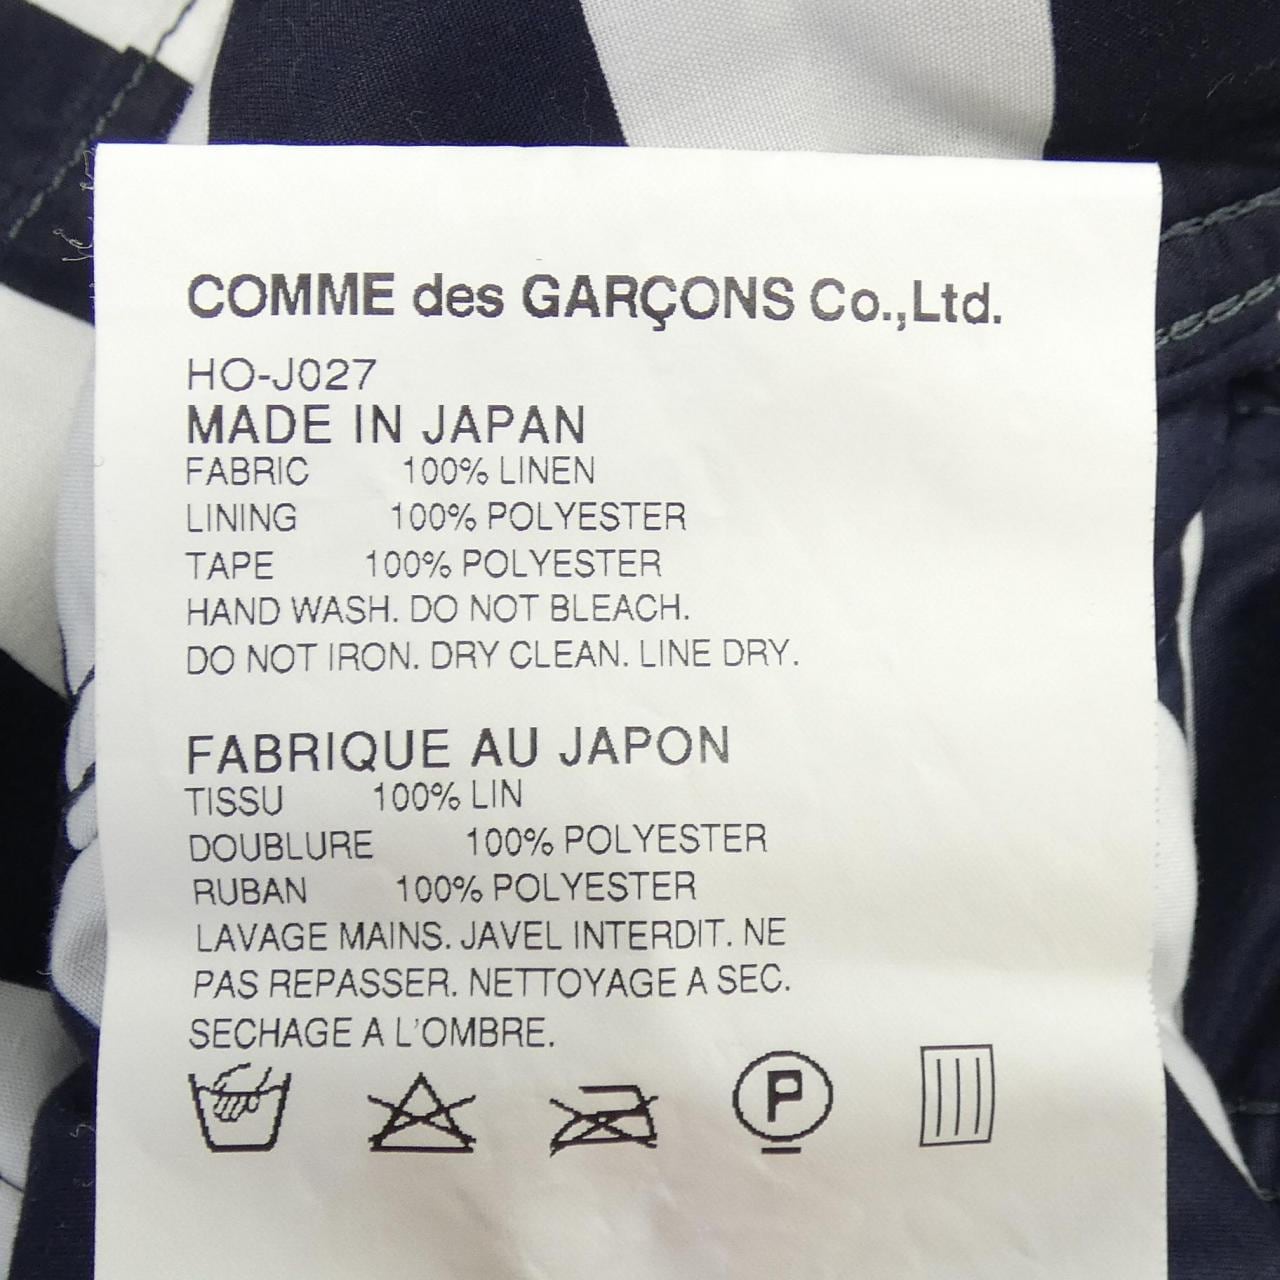 COMME des GARÇONS Co.,Ltd.
HO-J027
MADE IN JAPAN
FABRIC 100% LINEN
LINING 100% POLYESTER
TAPE 100% POLYESTER
HAND WASH. DO NOT BLEACH.
DO NOT IRON. DRY CLEAN. LINE DRY.
FABRIQUE AU JAPON
TISSU 100% LIN
DOUBLURE 100% POLYESTER
RUBAN 100% POLYESTER
LAVAGE MAINS. JAVEL INTERDIT. NE
PAS REPASSER. NETTOYAGE A SEC.
SECHAGE A L'OMBRE.
P